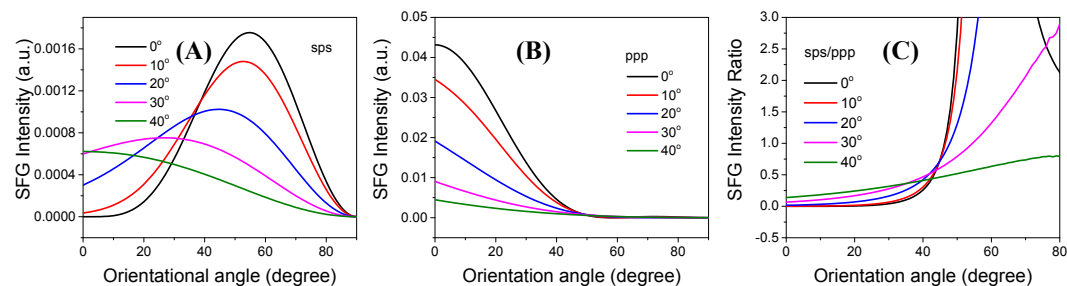 (A)
sps
0°
10°
20°
30°
40°
SFG Intensity (a.u.)
0.0016
0.0012
0.0008
0.0004
0.0000
0 20 40 60 80
Orientational angle (degree)
(B)
ppp
0°
10°
20°
30°
40°
SFG Intensity (a.u.)
0.05
0.04
0.03
0.02
0.01
0.00
0 20 40 60 80
Orientation angle (degree)
(C)
sps/ppp
0°
10°
20°
30°
40°
SFG Intensity Ratio
3.0
2.5
2.0
1.5
1.0
0.5
0.0
-0.5
0 20 40 60 80
Orientation angle (degree)